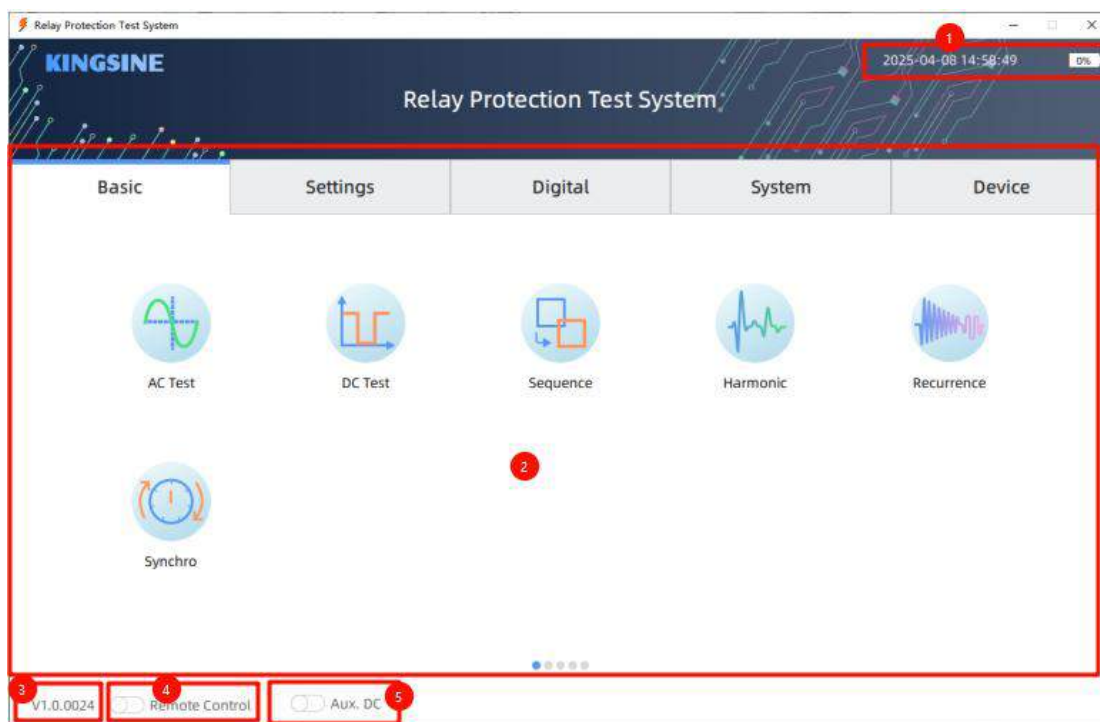 Relay Protection Test System
1
KINGSINE
2025-04-08 14:58:49 0%
Relay Protection Test System
Basic Settings Digital System Device
AC Test DC Test Sequence Harmonic Recurrence
2
Synchro
3 4 5
V1.0.0024 Remote Control Aux. DC